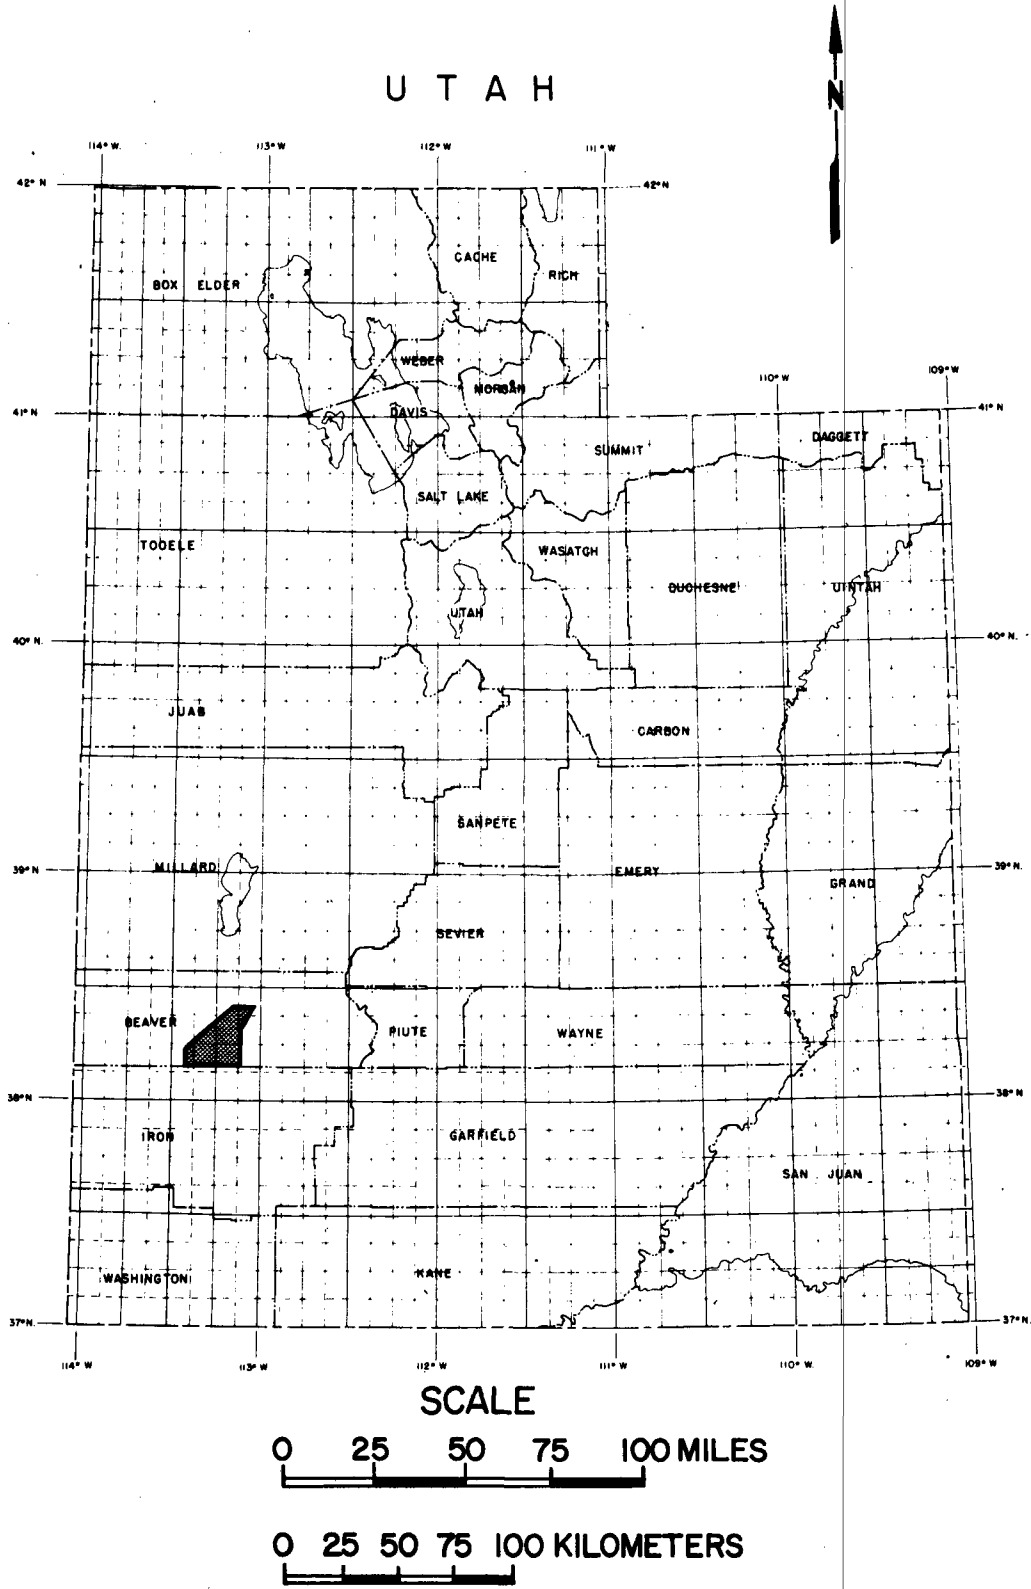 U T A H
N
114° W. 113° W 112° W 111° W
42° N 42° N
CACHE
RICH
BOX ELDER
WEBER
MORGAN
110° W 109° W
41° N DAVIS 41° N
DAGGETT
SUMMIT
SALT LAKE
TOOELE
WASATCH
DUCHESNE UINTAH
UTAH
40° N. 40° N.
JUAB
CARBON
SANPETE
39° N MILLARD EMERY 39° N
GRAND
SEVIER
BEAVER
PIUTE WAYNE
38° N 38° N
IRON GARFIELD
SAN JUAN
WASHINGTON KANE
37° N. 37° N.
114° W 113° W 112° W 111° W 110° W. 109° W
SCALE
0 25 50 75 100 MILES
0 25 50 75 100 KILOMETERS